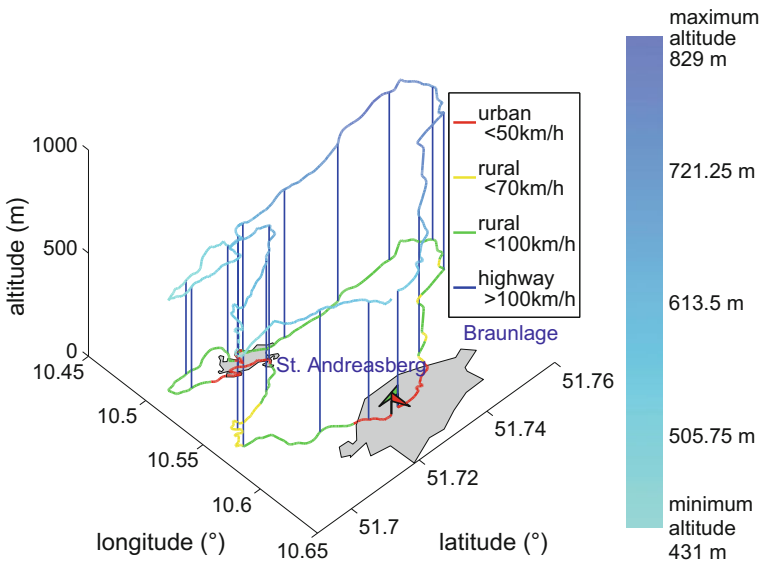 maximum
altitude
829 m
721.25 m
613.5 m
505.75 m
minimum
altitude
431 m
urban
<50km/h
rural
<70km/h
rural
<100km/h
highway
>100km/h
1000
500
0
altitude (m)
Braunlage
St. Andreasberg
10.45
10.5
10.55
10.6
10.65
longitude (°)
51.76
51.74
51.72
51.7
latitude (°)